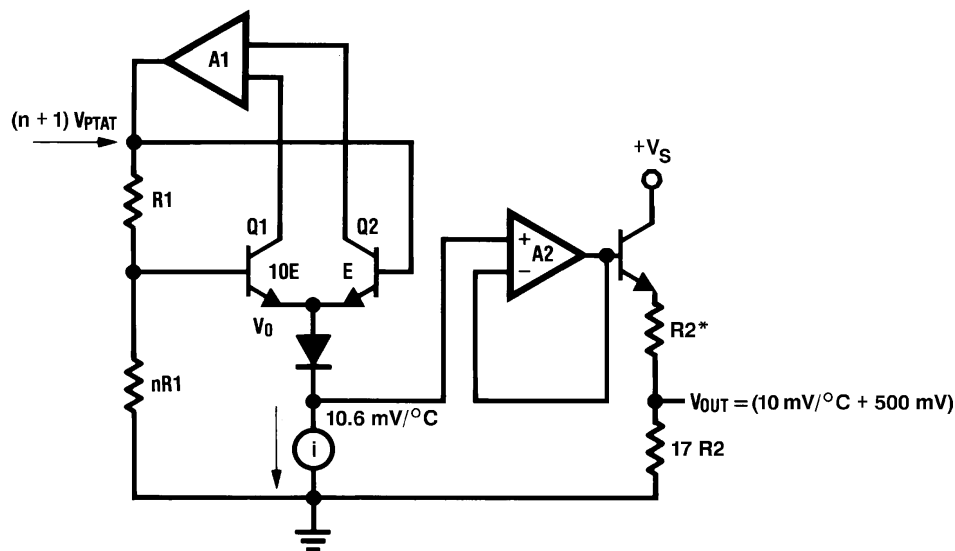 A1
(n + 1) VPTAT
+VS
R1
Q1
Q2
+
A2
−
10E
E
R2*
V0
nR1
VOUT = (10 mV/°C + 500 mV)
10.6 mV/°C
i
17 R2